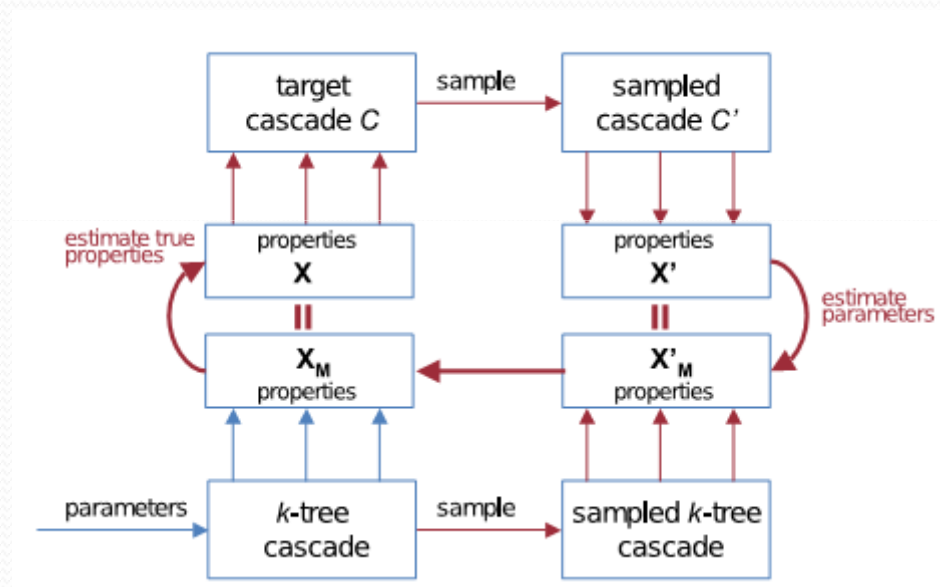 target
cascade C
sample
sampled
cascade C'
estimate true
properties
properties
X
properties
X'
estimate
parameters
=
=
X_M
properties
X'_M
properties
parameters
k-tree
cascade
sample
sampled k-tree
cascade